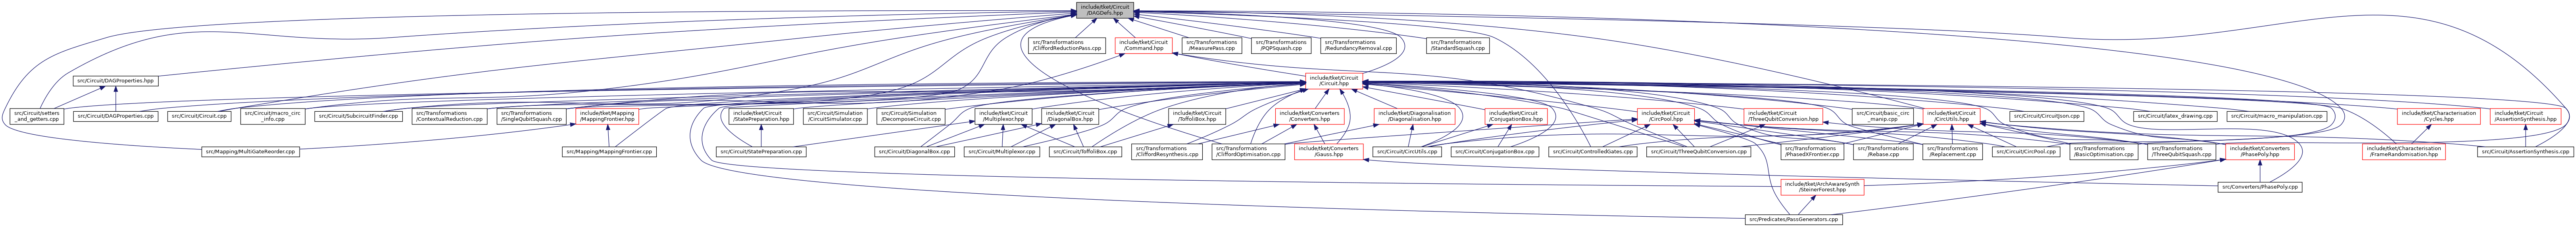 include/tket/Circuit
/DAGDefs.hpp
src/Transformations
/CliffordReductionPass.cpp
include/tket/Circuit
/Command.hpp
src/Transformations
/MeasurePass.cpp
src/Transformations
/PQPSquash.cpp
src/Transformations
/RedundancyRemoval.cpp
src/Transformations
/StandardSquash.cpp
src/Circuit/DAGProperties.hpp
include/tket/Circuit
/Circuit.hpp
src/Circuit/setters
_and_getters.cpp
src/Circuit/DAGProperties.cpp
src/Circuit/Circuit.cpp
src/Circuit/macro_circ
_info.cpp
src/Circuit/SubcircuitFinder.cpp
src/Transformations
/ContextualReduction.cpp
src/Transformations
/SingleQubitSquash.cpp
include/tket/Mapping
/MappingFrontier.hpp
include/tket/Circuit
/StatePreparation.hpp
src/Circuit/Simulation
/CircuitSimulator.cpp
src/Circuit/Simulation
/DecomposeCircuit.cpp
include/tket/Circuit
/Multiplexor.hpp
include/tket/Circuit
/DiagonalBox.hpp
include/tket/Circuit
/ToffoliBox.hpp
include/tket/Converters
/Converters.hpp
include/tket/Diagonalisation
/Diagonalisation.hpp
include/tket/Circuit
/ConjugationBox.hpp
include/tket/Circuit
/CircPool.hpp
include/tket/Circuit
/ThreeQubitConversion.hpp
src/Circuit/basic_circ
_manip.cpp
include/tket/Circuit
/CircUtils.hpp
src/Circuit/CircuitJson.cpp
src/Circuit/latex_drawing.cpp
src/Circuit/macro_manipulation.cpp
include/tket/Characterisation
/Cycles.hpp
include/tket/Circuit
/AssertionSynthesis.hpp
src/Mapping/MultiGateReorder.cpp
src/Mapping/MappingFrontier.cpp
src/Circuit/StatePreparation.cpp
src/Circuit/DiagonalBox.cpp
src/Circuit/Multiplexor.cpp
src/Circuit/ToffoliBox.cpp
src/Transformations
/CliffordResynthesis.cpp
src/Transformations
/CliffordOptimisation.cpp
include/tket/Converters
/Gauss.hpp
src/Circuit/CircUtils.cpp
src/Circuit/ConjugationBox.cpp
src/Circuit/ControlledGates.cpp
src/Circuit/ThreeQubitConversion.cpp
src/Transformations
/PhasedXFrontier.cpp
src/Transformations
/Rebase.cpp
src/Transformations
/Replacement.cpp
src/Circuit/CircPool.cpp
src/Transformations
/BasicOptimisation.cpp
src/Transformations
/ThreeQubitSquash.cpp
include/tket/Converters
/PhasePoly.hpp
include/tket/Characterisation
/FrameRandomisation.hpp
src/Circuit/AssertionSynthesis.cpp
include/tket/ArchAwareSynth
/SteinerForest.hpp
src/Converters/PhasePoly.cpp
src/Predicates/PassGenerators.cpp